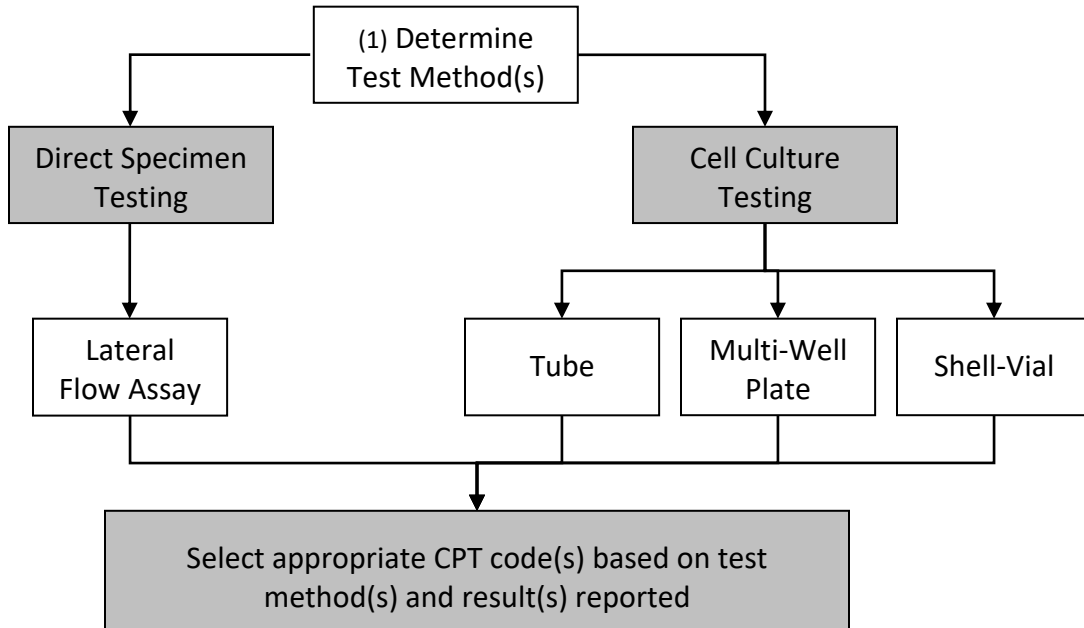 (1) Determine
Test Method(s)
Direct Specimen
Testing
Cell Culture
Testing
Lateral
Flow Assay
Tube
Multi-Well
Plate
Shell-Vial
Select appropriate CPT code(s) based on test
method(s) and result(s) reported